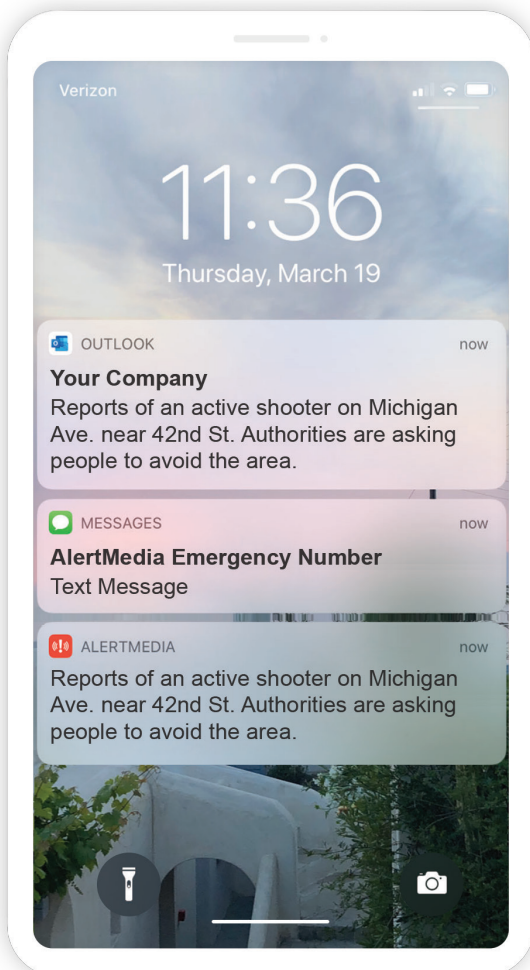 Verizon
11:36
Thursday, March 19
OUTLOOK now
Your Company
Reports of an active shooter on Michigan
Ave. near 42nd St. Authorities are asking
people to avoid the area.
MESSAGES now
AlertMedia Emergency Number
Text Message
ALERTMEDIA now
Reports of an active shooter on Michigan
Ave. near 42nd St. Authorities are asking
people to avoid the area.